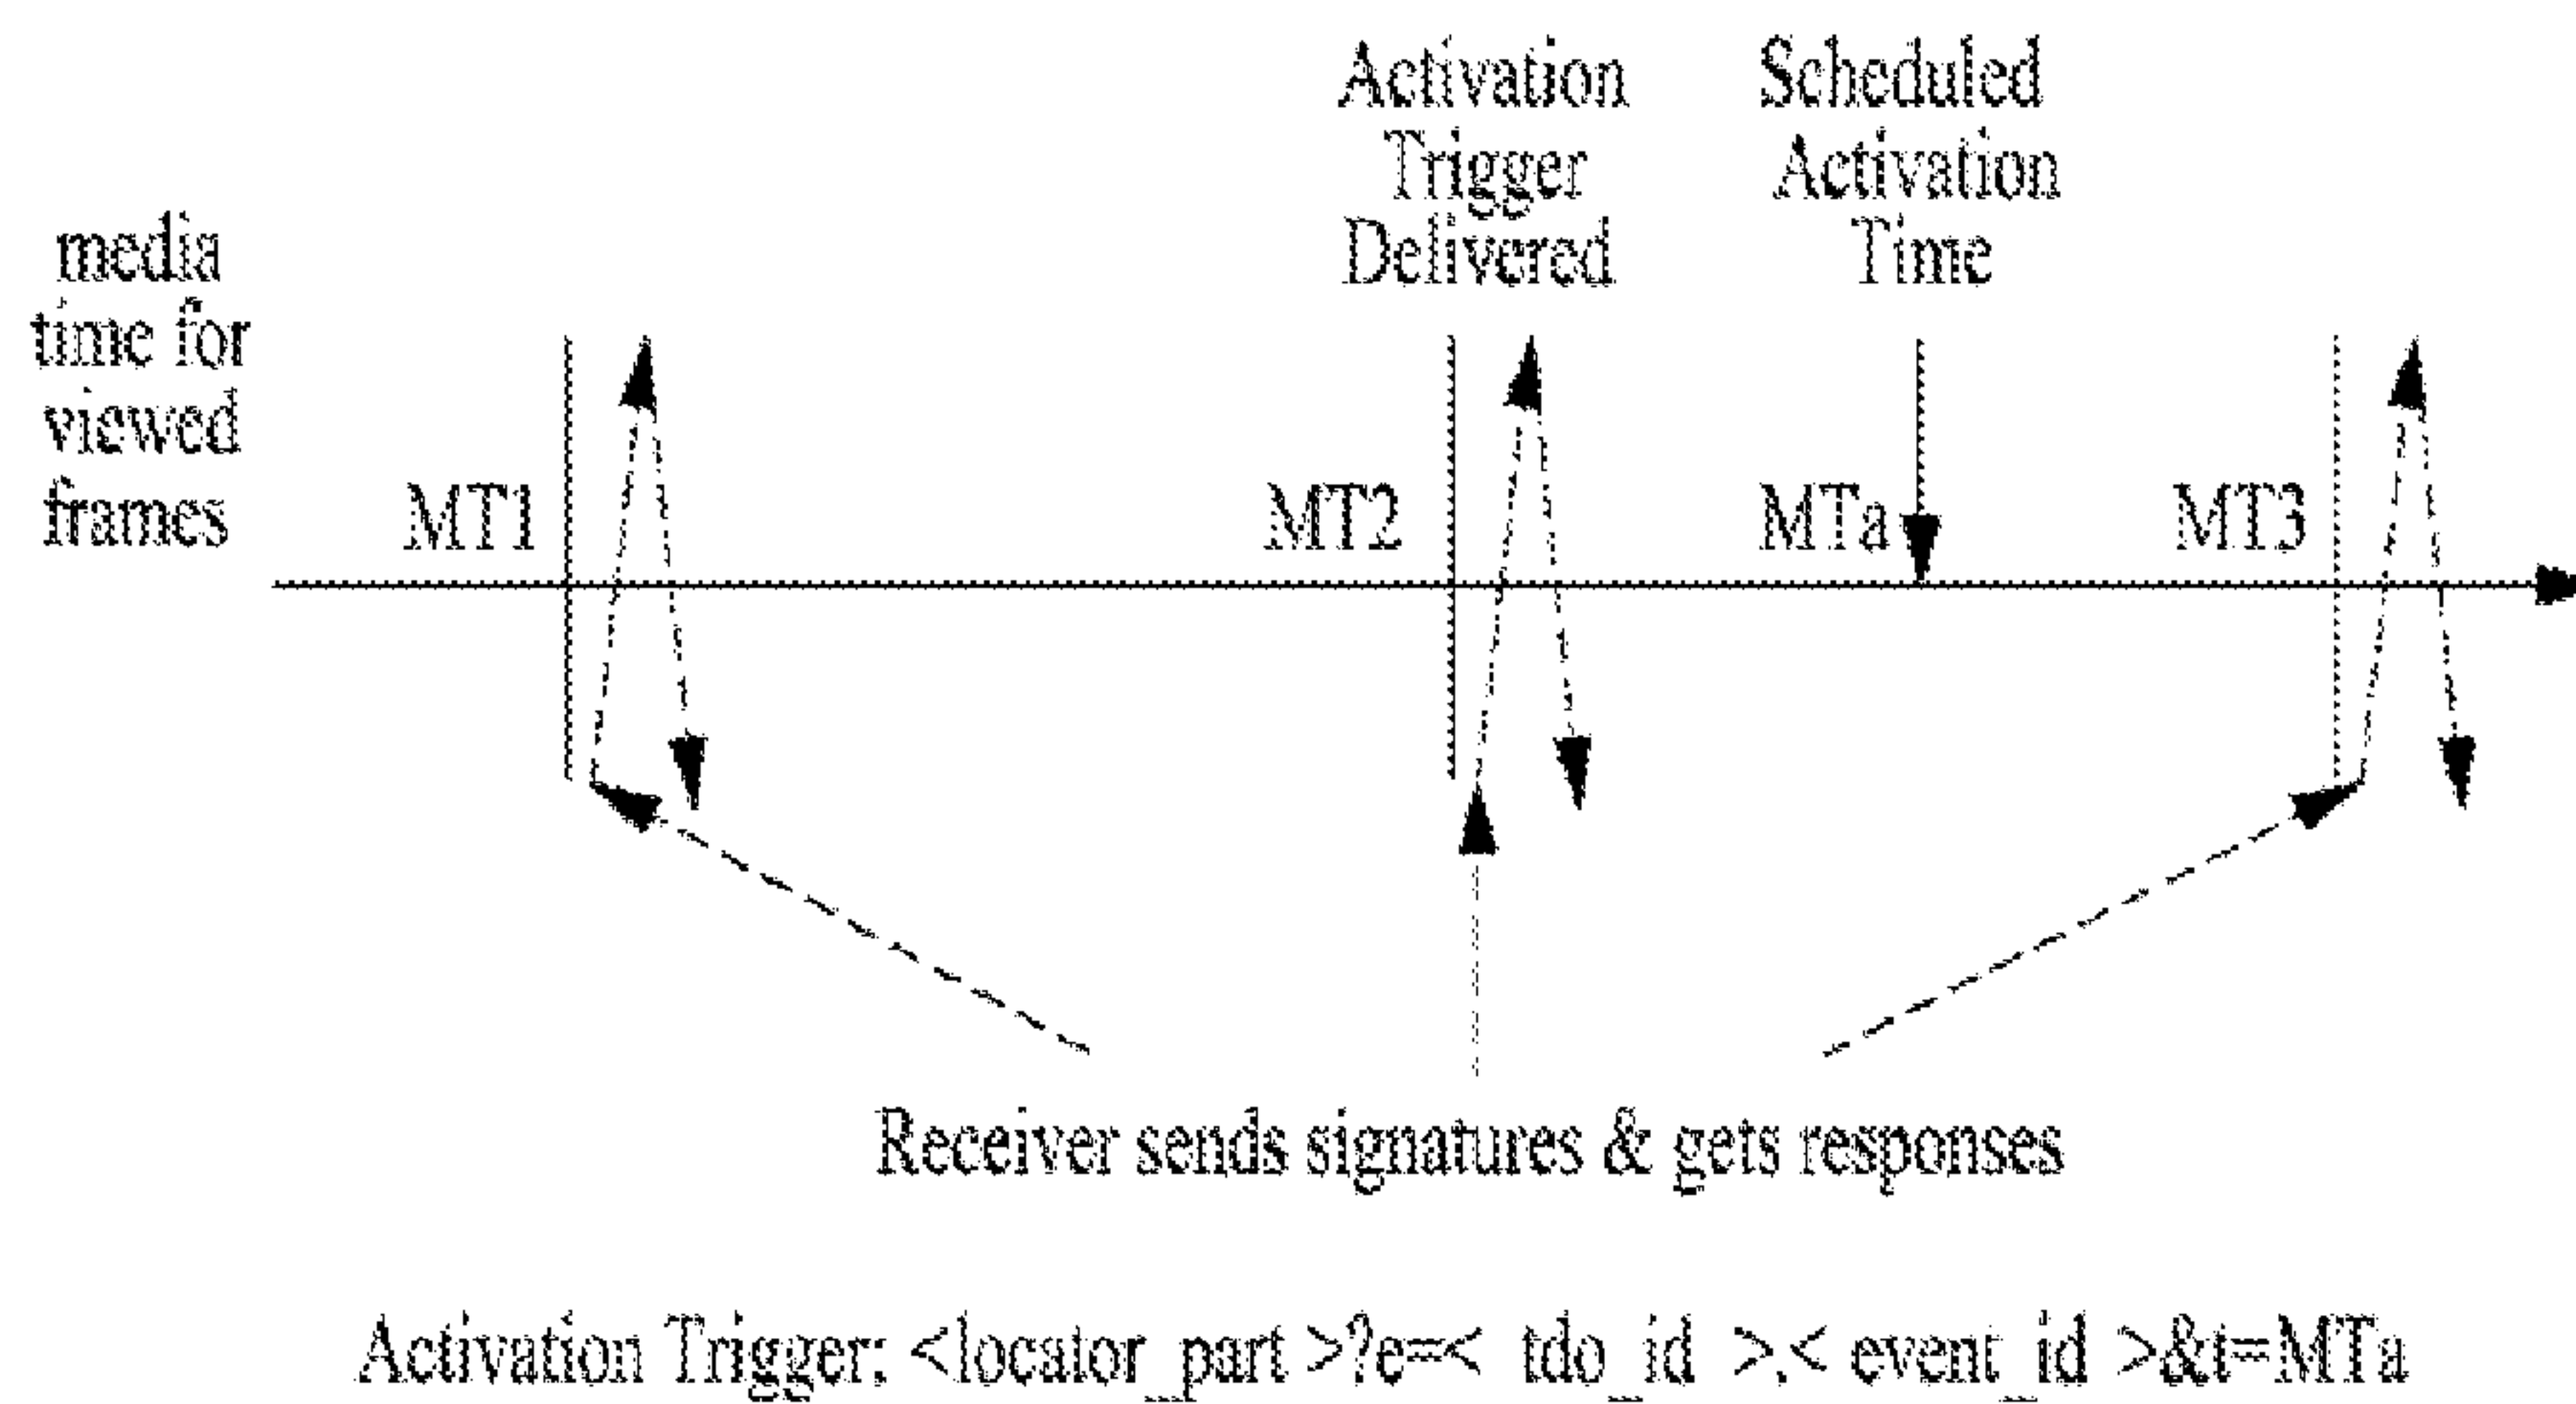 Activation
Trigger
Delivered
Scheduled
Activation
Time
media
time for
viewed
frames
MT1
MT2
MTa
MT3
Receiver sends signatures & gets responses
Activation Trigger: <locator_part >?e=< tdo_id >.< event_id >&t=MTa